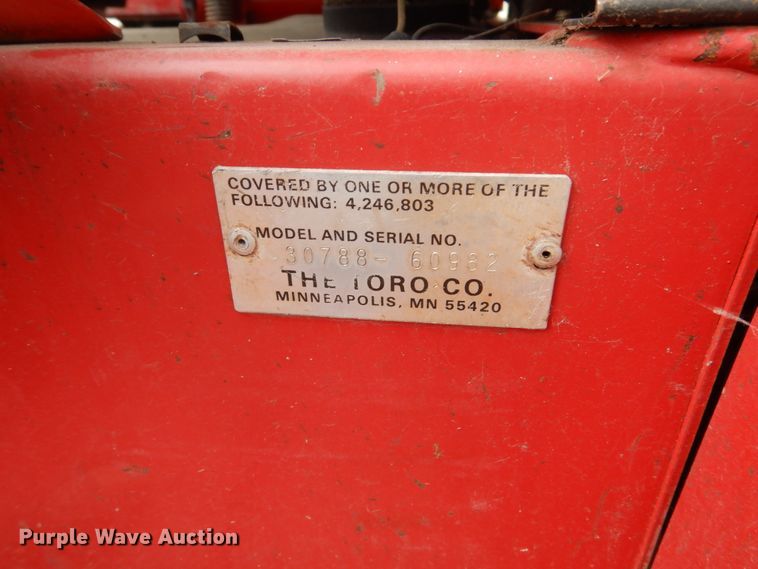 COVERED BY ONE OR MORE OF THE
FOLLOWING: 4,246,803
MODEL AND SERIAL NO.
30788- 60982
THE TORO CO.
MINNEAPOLIS, MN 55420
Purple Wave Auction